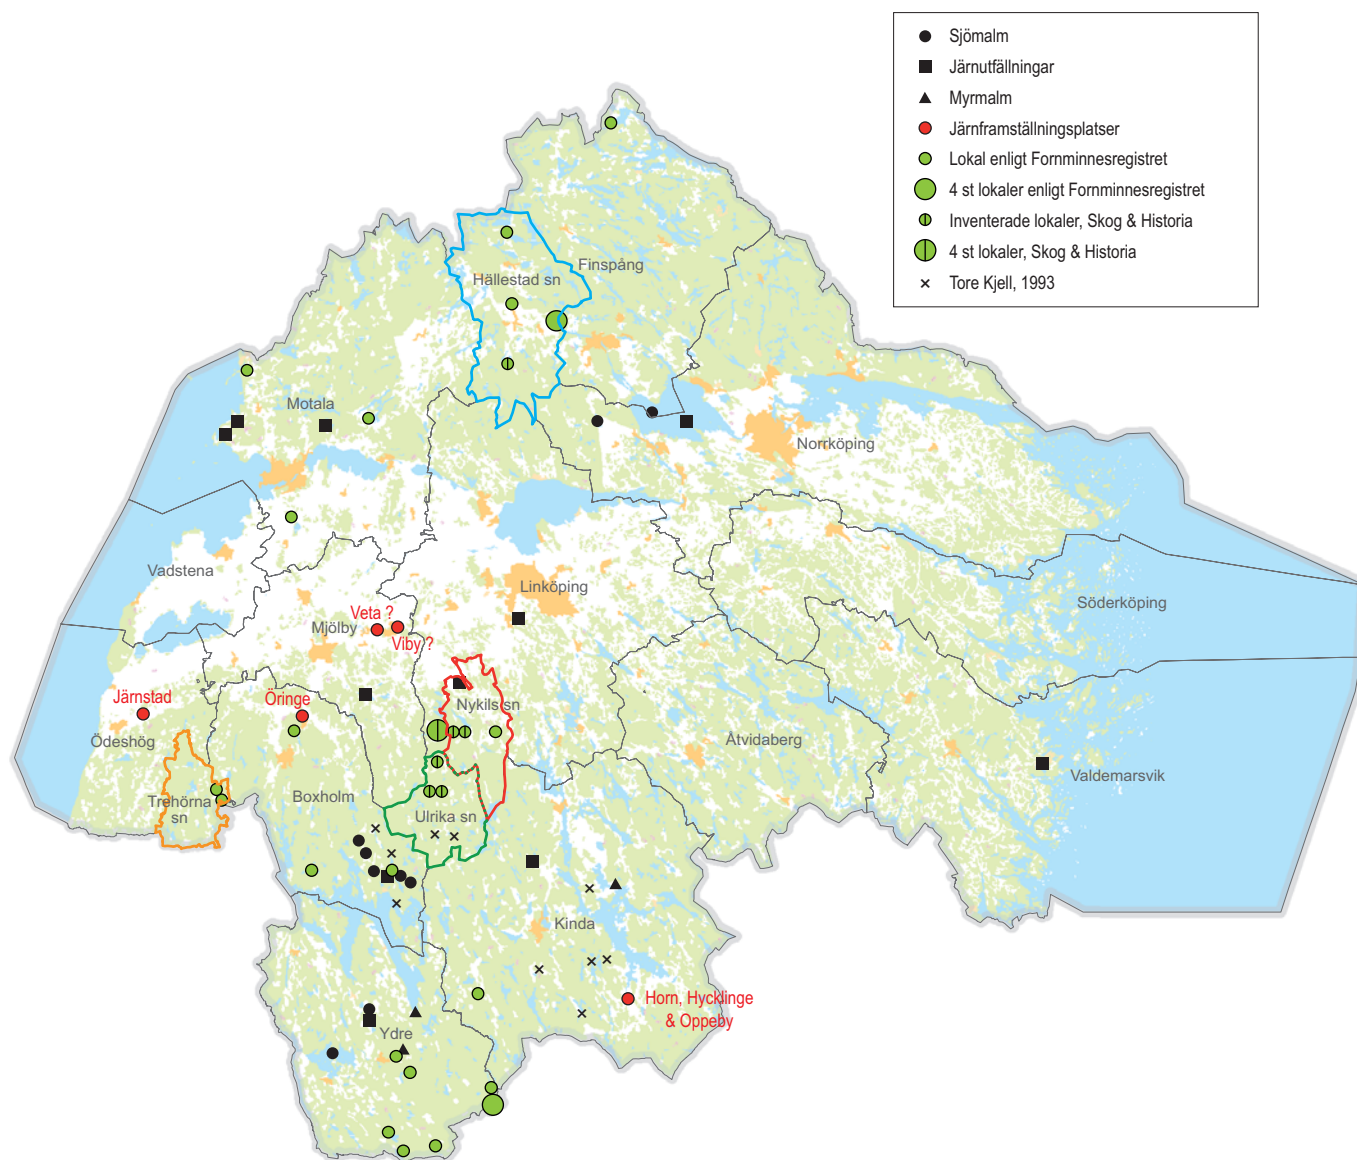 Sjömalm
Järnutfällningar
Myrmalm
Järnframställningsplatser
Lokal enligt Fornminnesregistret
4 st lokaler enligt Fornminnesregistret
Inventerade lokaler, Skog & Historia
4 st lokaler, Skog & Historia
Tore Kjell, 1993
Finspång
Hällestad sn
Motala
Norrköping
Vadstena
Linköping
Söderköping
Veta ?
Mjölby
Viby ?
Järnstad
Öringe
Nykils sn
Ödeshög
Åtvidaberg
Valdemarsvik
Trehörna
sn
Boxholm
Ulrika sn
Kinda
Horn, Hycklinge
& Oppeby
Ydre